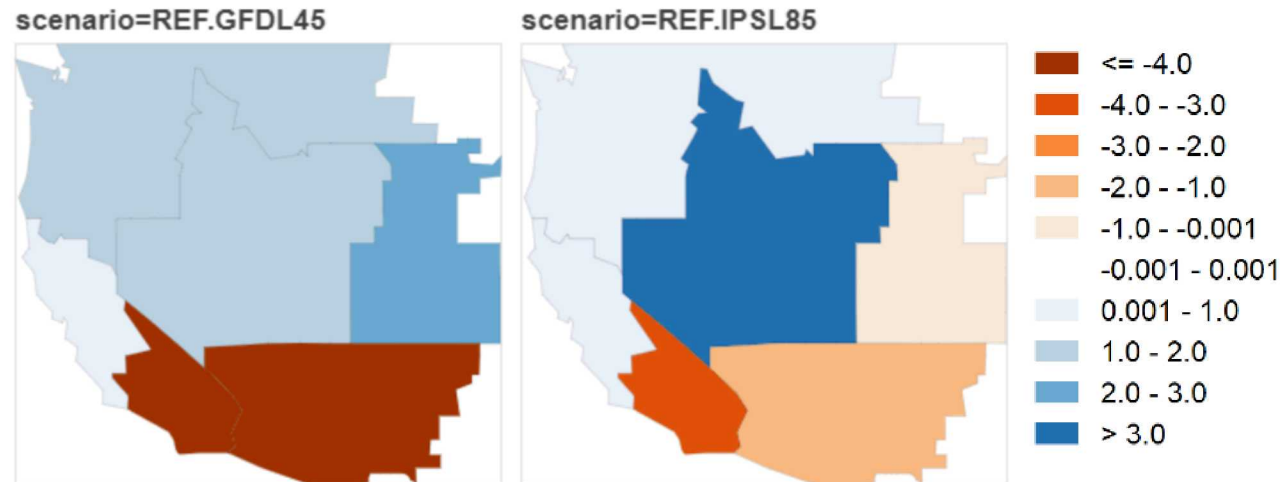 scenario=REF.GFDL45
scenario=REF.IPSL85
<= -4.0
-4.0 - -3.0
-3.0 - -2.0
-2.0 - -1.0
-1.0 - -0.001
-0.001 - 0.001
0.001 - 1.0
1.0 - 2.0
2.0 - 3.0
> 3.0